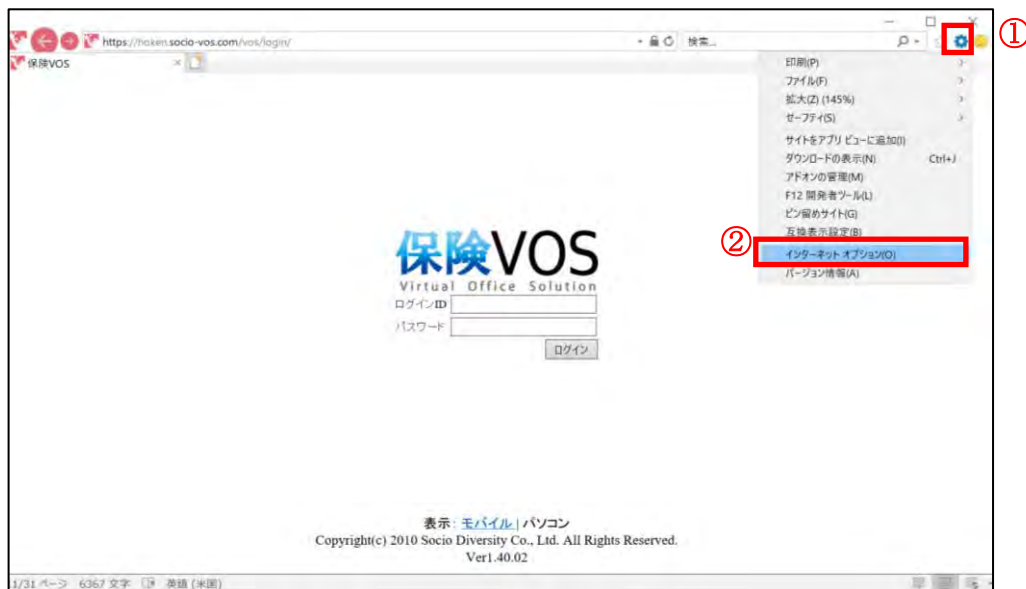 ①
https://hoken.socio-vos.com/vos/login/
検索...
保険VOS
印刷(P)
ファイル(F)
拡大(Z) (145%)
セーフティ(S)
サイトをアプリ ビューに追加(I)
ダウンロードの表示(N) Ctrl+J
アドオンの管理(M)
F12 開発者ツール(L)
ピン留めサイト(G)
互換表示設定(B)
②
インターネット オプション(O)
バージョン情報(A)
保険VOS
Virtual Office Solution
ログインID
パスワード
ログイン
表示: モバイル | パソコン
Copyright(c) 2010 Socio Diversity Co., Ltd. All Rights Reserved.
Ver1.40.02
1/31 ページ 6367 文字 英語 (米国)